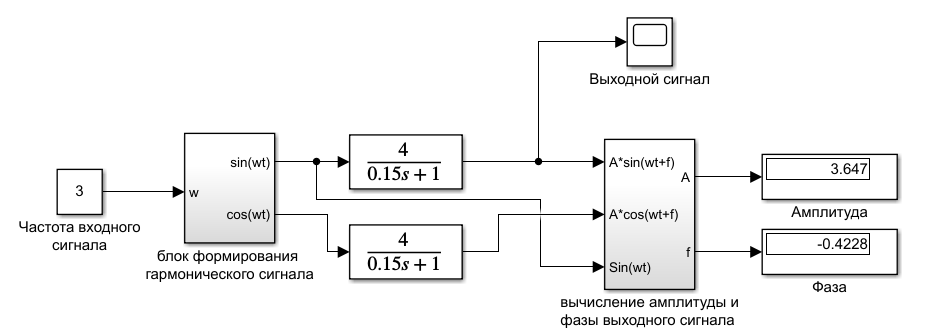 Выходной сигнал
3
Частота входного
сигнала
w
sin(wt)
cos(wt)
блок формирования
гармонического сигнала
4
0.15s + 1
4
0.15s + 1
A*sin(wt+f)
A*cos(wt+f)
Sin(wt)
A
f
вычисление амплитуды и
фазы выходного сигнала
3.647
Амплитуда
-0.4228
Фаза